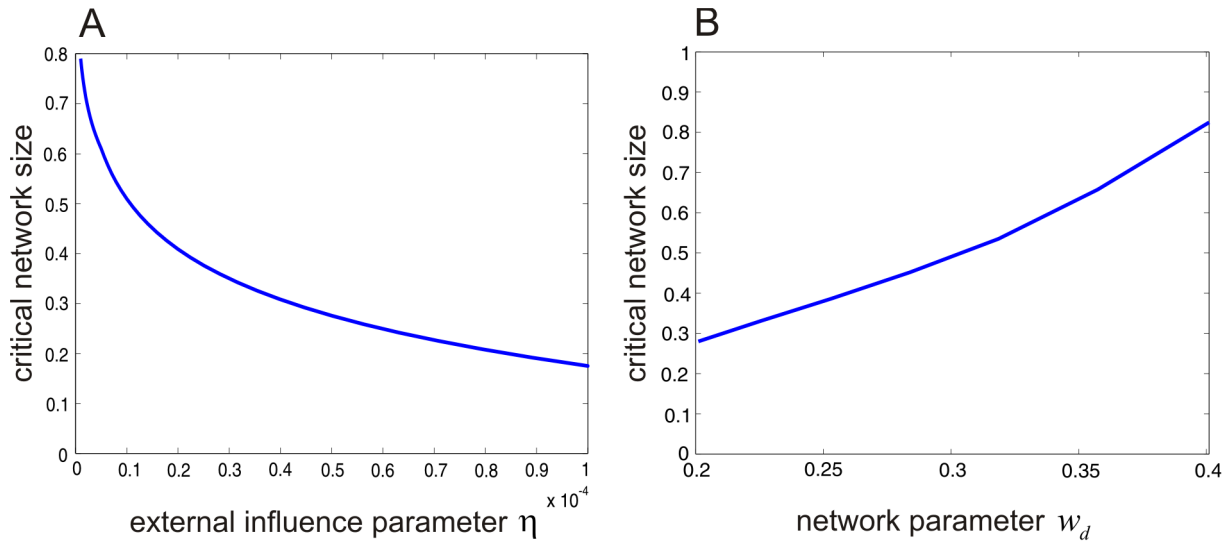 A
0.8
0.7
0.6
0.5
0.4
0.3
0.2
0.1
0
critical network size
0 0.1 0.2 0.3 0.4 0.5 0.6 0.7 0.8 0.9 1
x 10-4
external influence parameter η
B
1
0.9
0.8
0.7
0.6
0.5
0.4
0.3
0.2
0.1
0
critical network size
0.2 0.25 0.3 0.35 0.4
network parameter wd